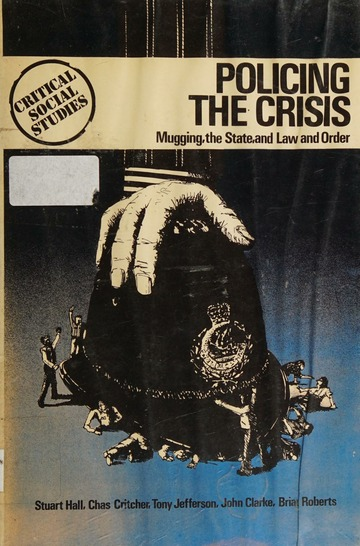 CRITICAL
SOCIAL
STUDIES
POLICING
THE CRISIS
Mugging, the State, and Law and Order
Stuart Hall, Chas Critcher, Tony Jefferson, John Clarke, Brian Roberts